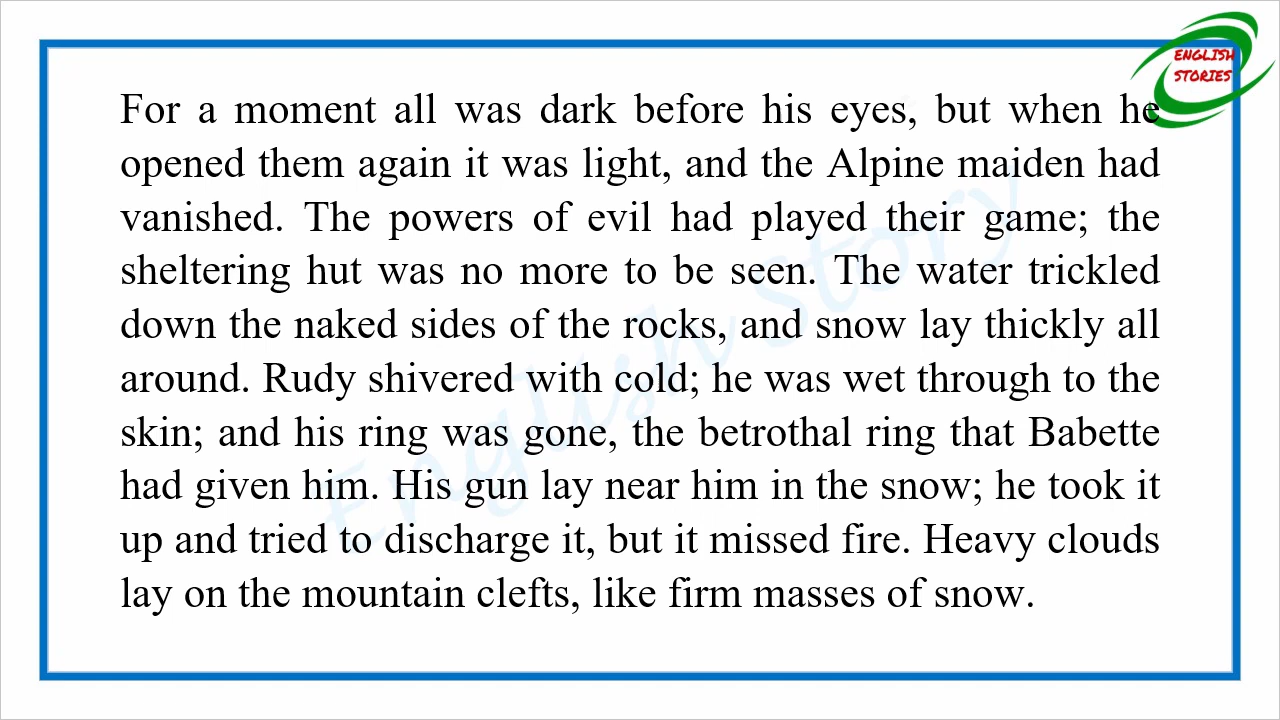 ENGLISH
STORIES
For a moment all was dark before his eyes, but when he
opened them again it was light, and the Alpine maiden had
vanished. The powers of evil had played their game; the
sheltering hut was no more to be seen. The water trickled
down the naked sides of the rocks, and snow lay thickly all
around. Rudy shivered with cold; he was wet through to the
skin; and his ring was gone, the betrothal ring that Babette
had given him. His gun lay near him in the snow; he took it
up and tried to discharge it, but it missed fire. Heavy clouds
lay on the mountain clefts, like firm masses of snow.
English Story